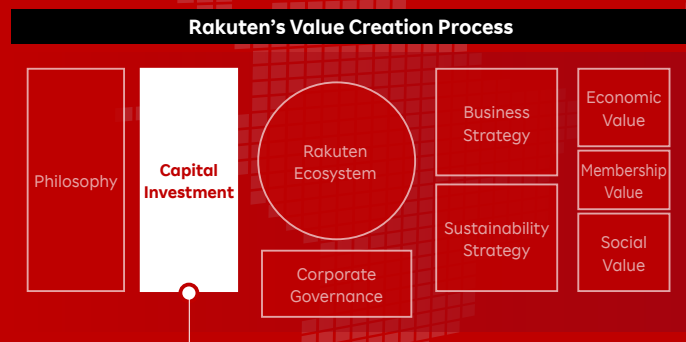 Rakuten's Value Creation Process
Philosophy
Capital
Investment
Rakuten
Ecosystem
Corporate
Governance
Business
Strategy
Sustainability
Strategy
Economic
Value
Membership
Value
Social
Value